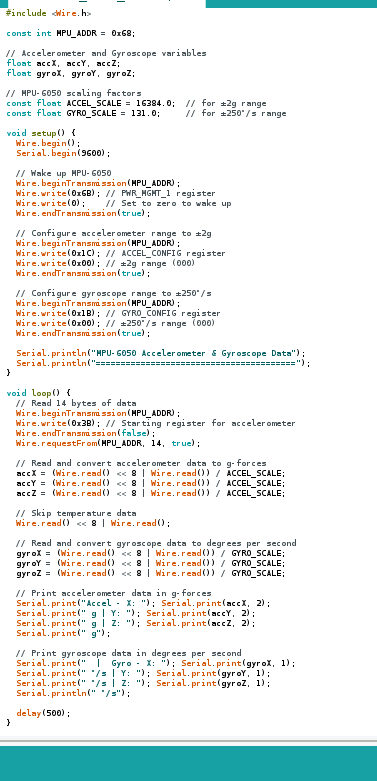 #include <Wire.h>
const int MPU_ADDR = 0x68;
// Accelerometer and Gyroscope variables
float accX, accY, accZ;
float gyroX, gyroY, gyroZ;
// MPU-6050 scaling factors
const float ACCEL_SCALE = 16384.0;  // for ±2g range
const float GYRO_SCALE = 131.0;     // for ±250°/s range
void setup() {
  Wire.begin();
  Serial.begin(9600);
  // Wake up MPU-6050
  Wire.beginTransmission(MPU_ADDR);
  Wire.write(0x6B); // PWR_MGMT_1 register
  Wire.write(0);    // Set to zero to wake up
  Wire.endTransmission(true);
  // Configure accelerometer range to ±2g
  Wire.beginTransmission(MPU_ADDR);
  Wire.write(0x1C); // ACCEL_CONFIG register
  Wire.write(0x00); // ±2g range (000)
  Wire.endTransmission(true);
  // Configure gyroscope range to ±250°/s
  Wire.beginTransmission(MPU_ADDR);
  Wire.write(0x1B); // GYRO_CONFIG register
  Wire.write(0x00); // ±250°/s range (000)
  Wire.endTransmission(true);
  Serial.println("MPU-6050 Accelerometer & Gyroscope Data");
  Serial.println("========================================");
}
void loop() {
  // Read 14 bytes of data
  Wire.beginTransmission(MPU_ADDR);
  Wire.write(0x3B); // Starting register for accelerometer
  Wire.endTransmission(false);
  Wire.requestFrom(MPU_ADDR, 14, true);
  // Read and convert accelerometer data to g-forces
  accX = (Wire.read() << 8 | Wire.read()) / ACCEL_SCALE;
  accY = (Wire.read() << 8 | Wire.read()) / ACCEL_SCALE;
  accZ = (Wire.read() << 8 | Wire.read()) / ACCEL_SCALE;
  // Skip temperature data
  Wire.read() << 8 | Wire.read();
  // Read and convert gyroscope data to degrees per second
  gyroX = (Wire.read() << 8 | Wire.read()) / GYRO_SCALE;
  gyroY = (Wire.read() << 8 | Wire.read()) / GYRO_SCALE;
  gyroZ = (Wire.read() << 8 | Wire.read()) / GYRO_SCALE;
  // Print accelerometer data in g-forces
  Serial.print("Accel - X: "); Serial.print(accX, 2);
  Serial.print(" g | Y: "); Serial.print(accY, 2);
  Serial.print(" g | Z: "); Serial.print(accZ, 2);
  Serial.print(" g");
  // Print gyroscope data in degrees per second
  Serial.print("  |  Gyro - X: "); Serial.print(gyroX, 1);
  Serial.print(" °/s | Y: "); Serial.print(gyroY, 1);
  Serial.print(" °/s | Z: "); Serial.print(gyroZ, 1);
  Serial.println(" °/s");
  delay(500);
}